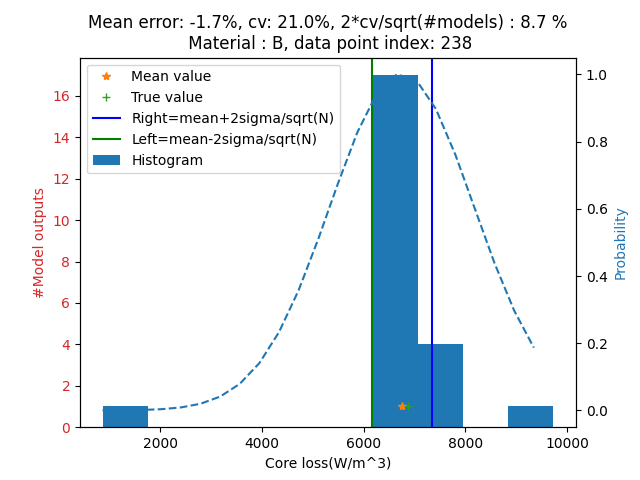 Mean error: -1.7%, cv: 21.0%, 2*cv/sqrt(#models) : 8.7 %
Material : B, data point index: 238
Mean value
True value
Right=mean+2sigma/sqrt(N)
Left=mean-2sigma/sqrt(N)
Histogram
#Model outputs
16
14
12
10
8
6
4
2
0
1.0
0.8
0.6
0.4
0.2
0.0
Probability
2000 4000 6000 8000 10000
Core loss(W/m^3)